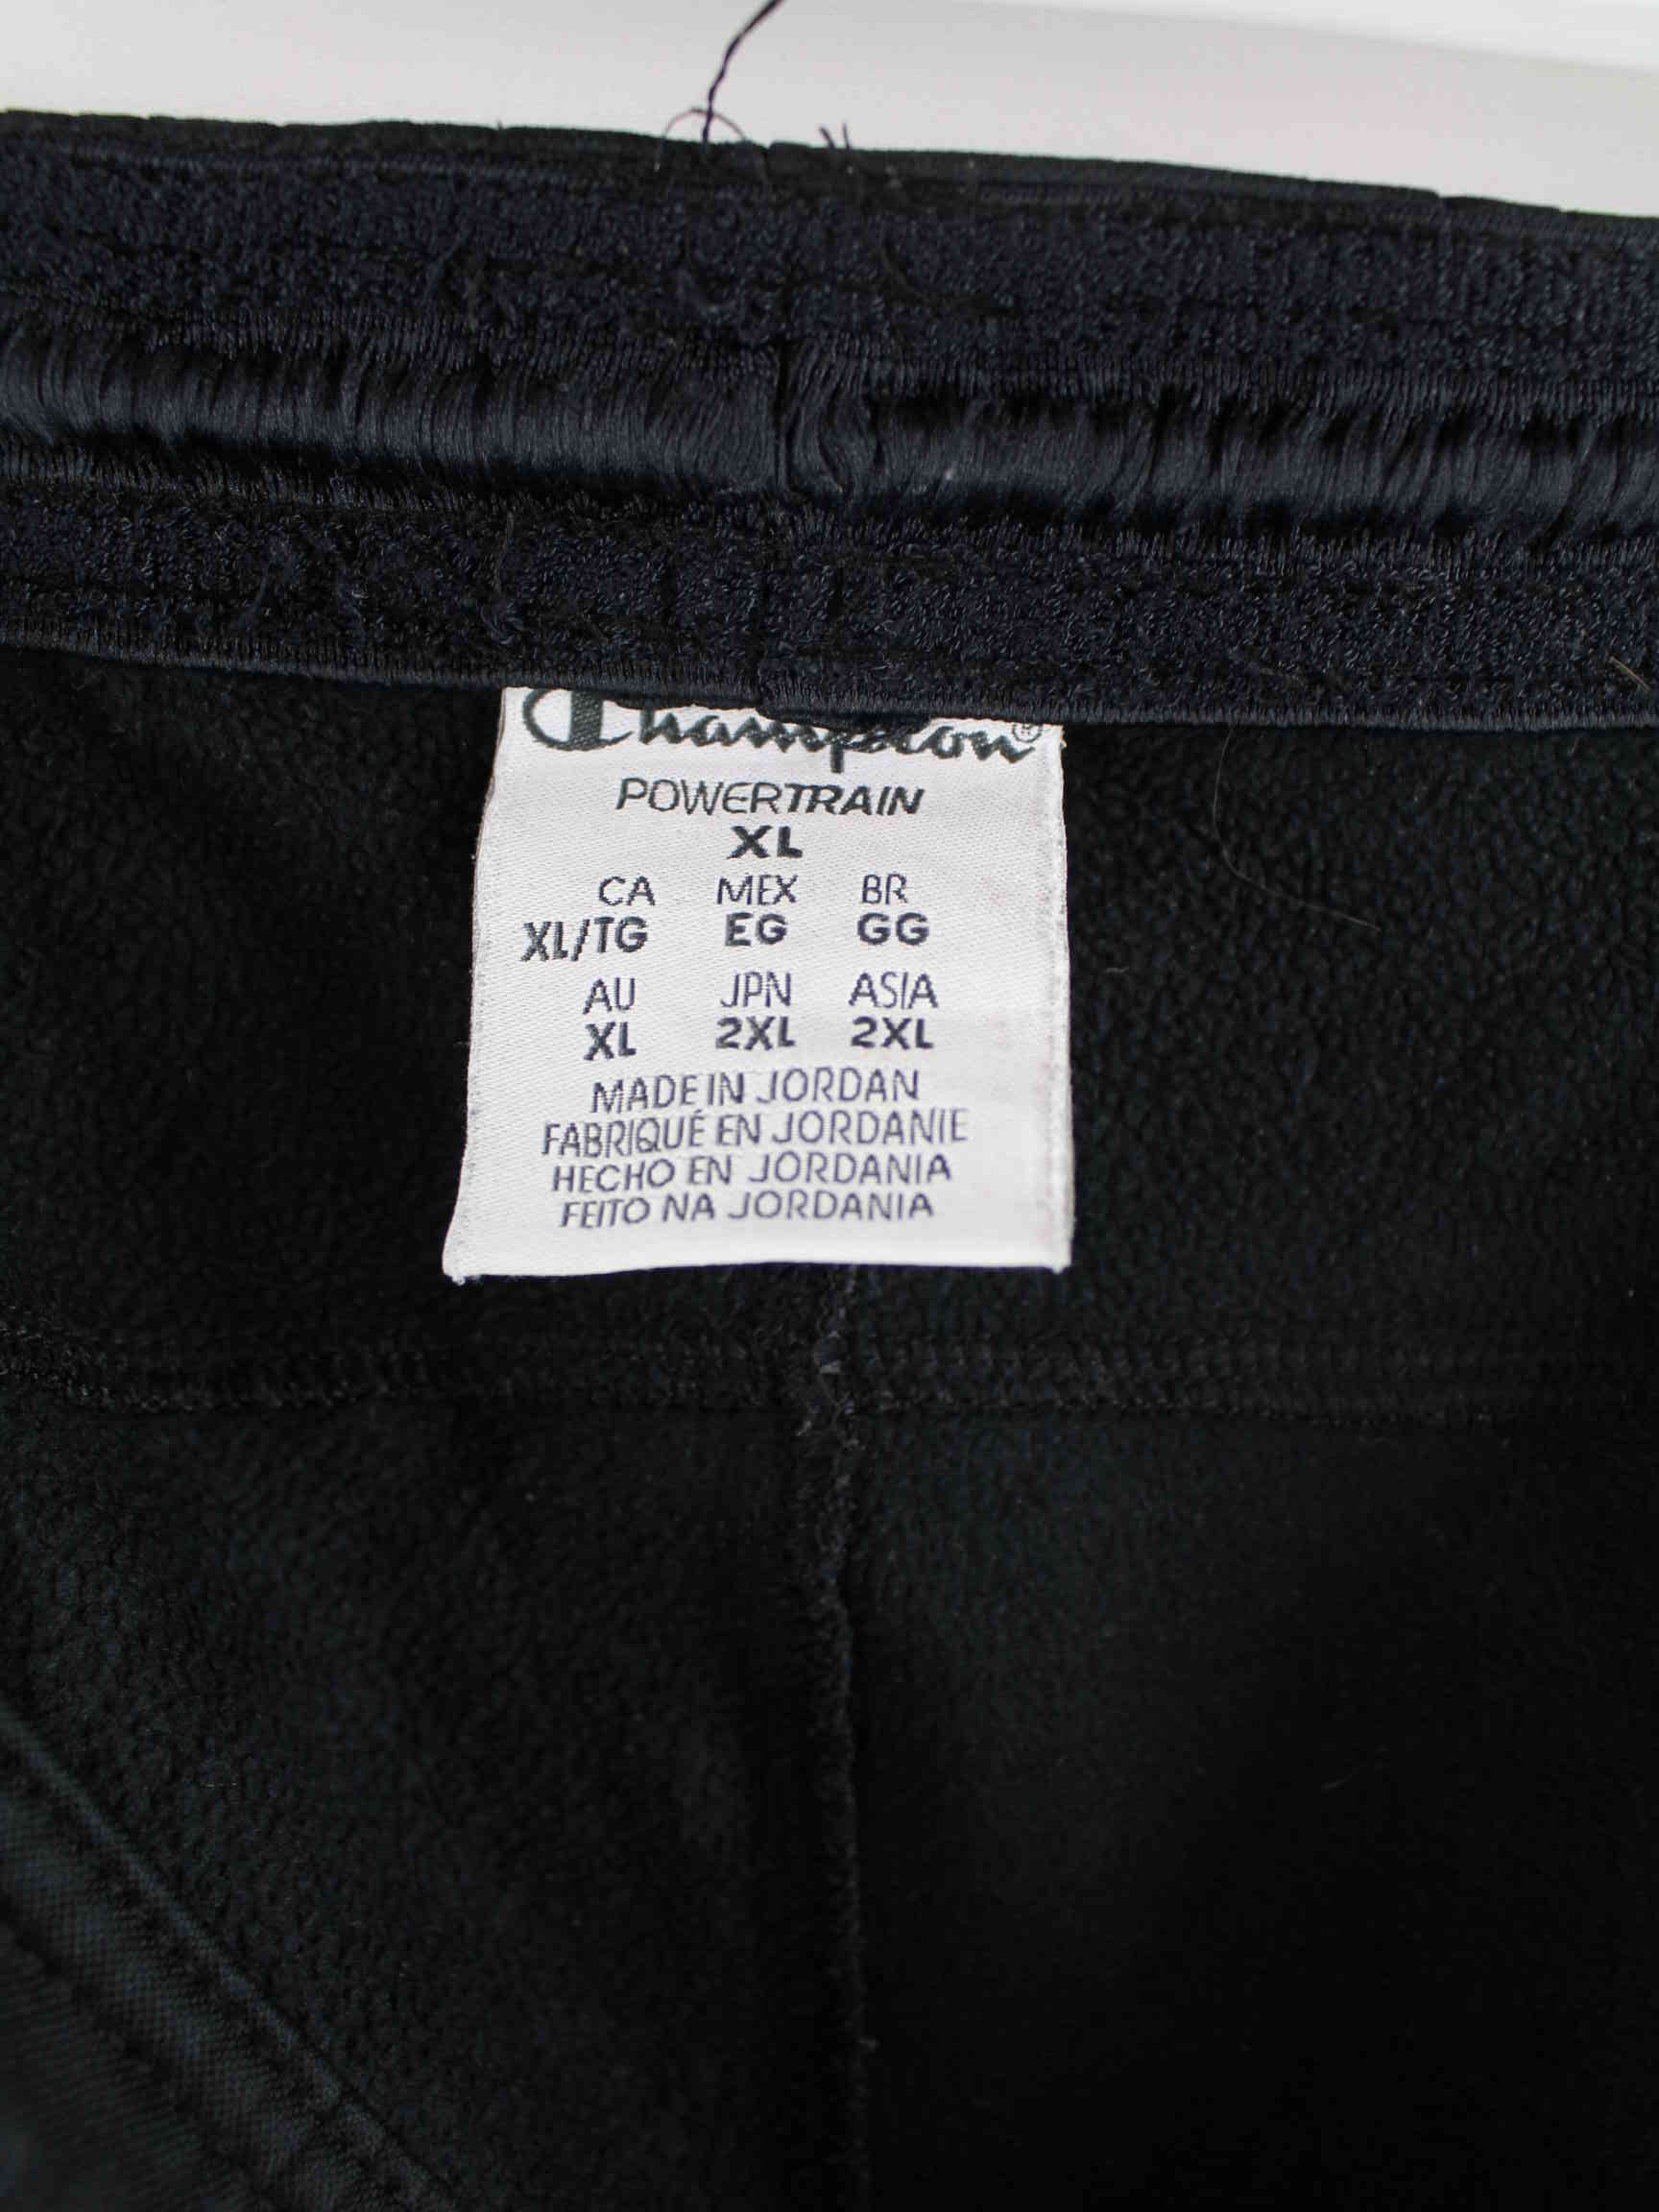 Champion®
POWERTRAIN
XL
CA MEX BR
XL/TG EG GG
AU JPN ASIA
XL 2XL 2XL
MADE IN JORDAN
FABRIQUÉ EN JORDANIE
HECHO EN JORDANIA
FEITO NA JORDANIA